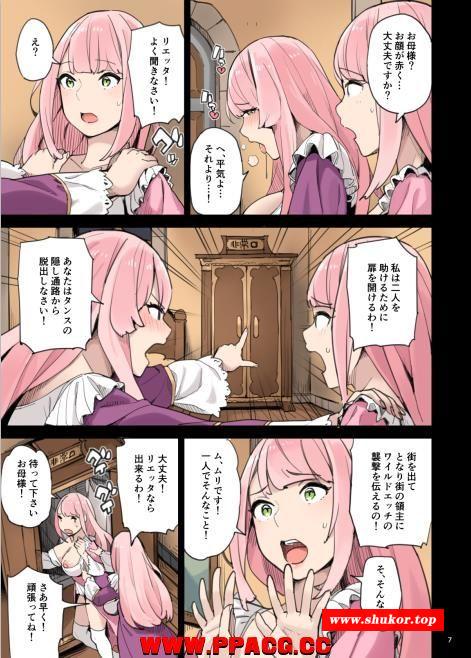 お母様？
お顔が赤く…
大丈夫ですか？
へ、平気よ…
それより…！
リエッタ！
よく聞きなさい！
え？
私は二人を
助けるために
扉を開けるわ！
非常口
あなたはタンスの
隠し通路から
脱出しなさい！
街を出て
となり街の領主に
ワイルドエッチの
襲撃を伝えるの！
そ、そんな
ム、ムリです！
一人でそんなこと！
大丈夫！
リエッタなら
出来るわ！
非常口
待って下さい
お母様！
さあ早く！
頑張ってね！
www.shukor.top
7
WWW.PPACG.CC